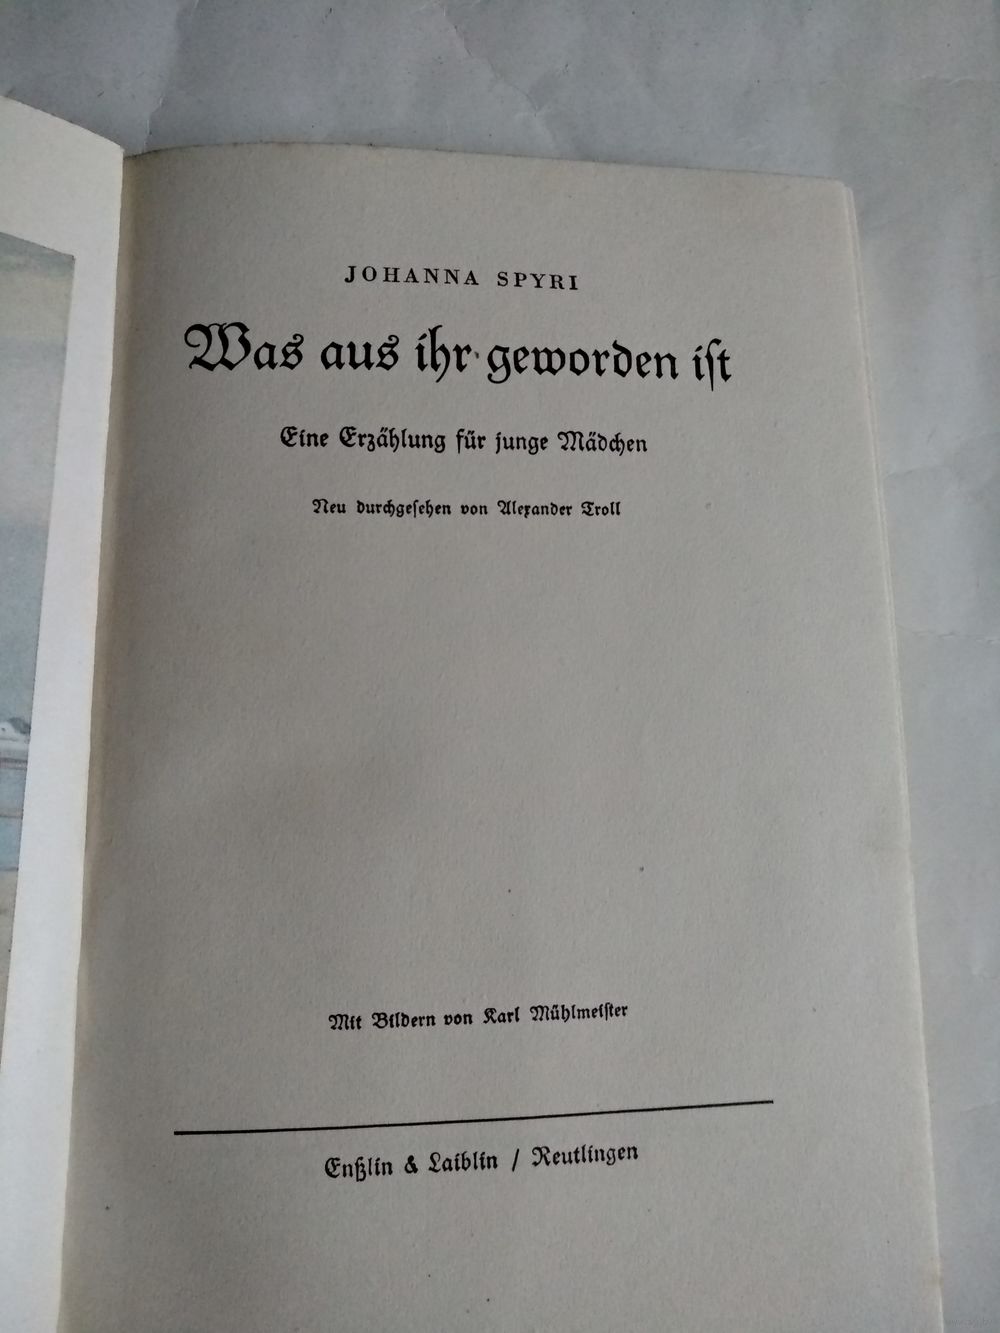 JOHANNA SPYRI
Was aus ihr geworden ist
Eine Erzählung für junge Mädchen
Neu durchgesehen von Alexander Troll
Mit Bildern von Karl Mühlmeister
Enßlin & Laiblin / Reutlingen